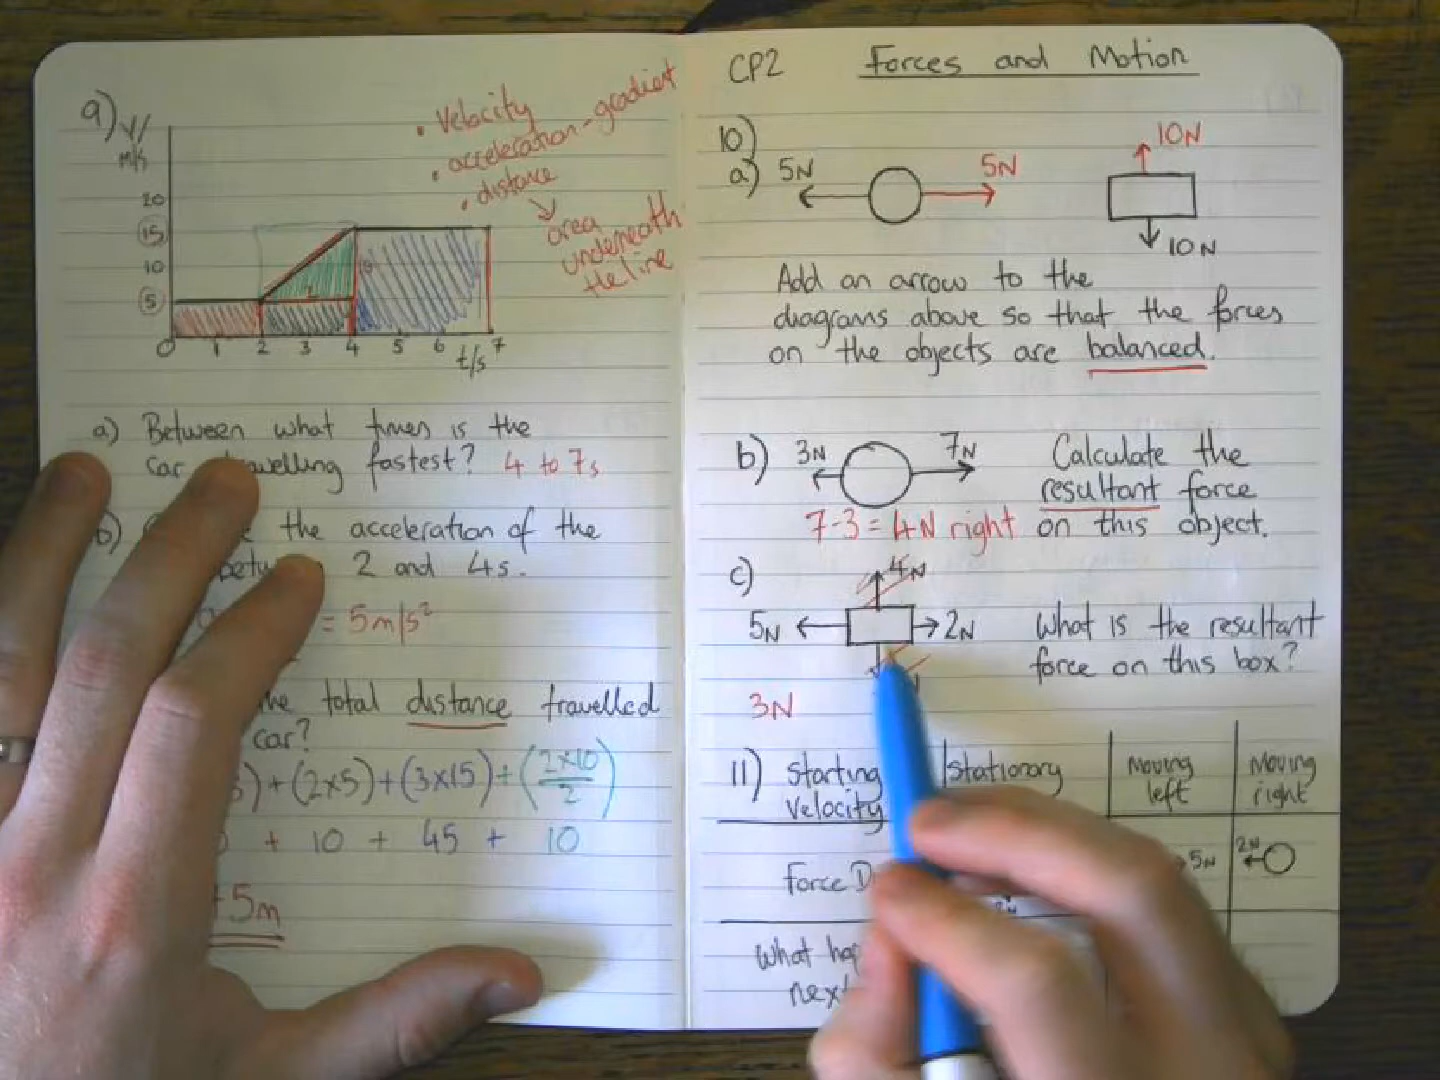 9)
V/
m/s
20
15
10
5
0 1 2 3 4 5 6 7
t/s
• Velocity
• acceleration - gradient
• distance
area
underneath
the line
a) Between what times is the
car travelling fastest? 4 to 7s
b) the acceleration of the
2 and 4s.
= 5m/s²
total distance travelled
car?
) + (2x5) + (3x15) + (2x10
2)
+ 10 + 45 + 10
5m
CP2 Forces and Motion
10)
a) 5N 5N
10N
10N
Add an arrow to the
diagrams above so that the forces
on the objects are balanced.
b) 3N 7N Calculate the
resultant force
7-3 = 4N right on this object.
c) 4N
5N 2N What is the resultant
force on this box?
3N
11) Starting Stationary Moving Moving
velocity left right
Force
5N 2N
2N
What
next